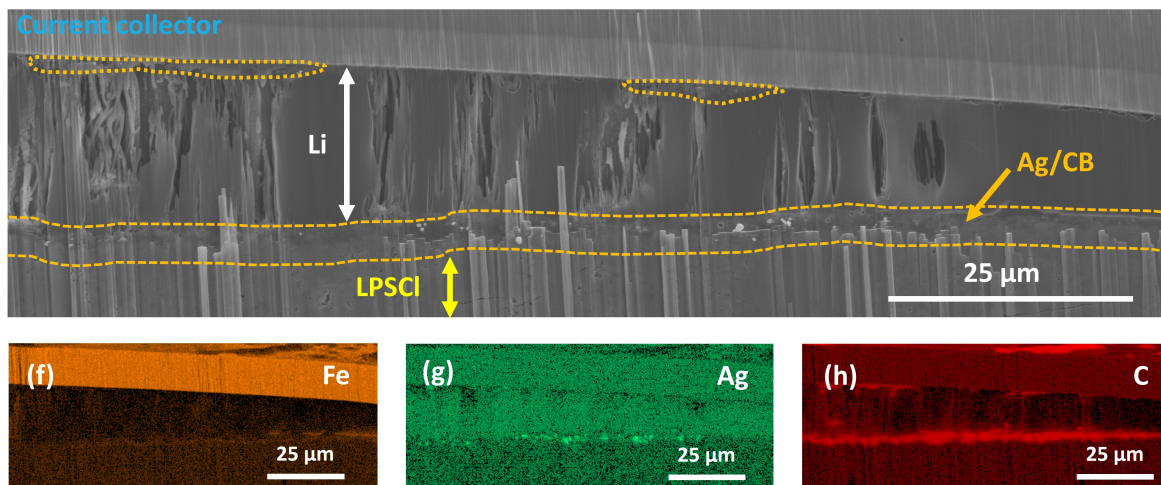 Current collector
Li
Ag/CB
LPSCl
25 µm
(f) Fe
25 µm
(g) Ag
25 µm
(h) C
25 µm